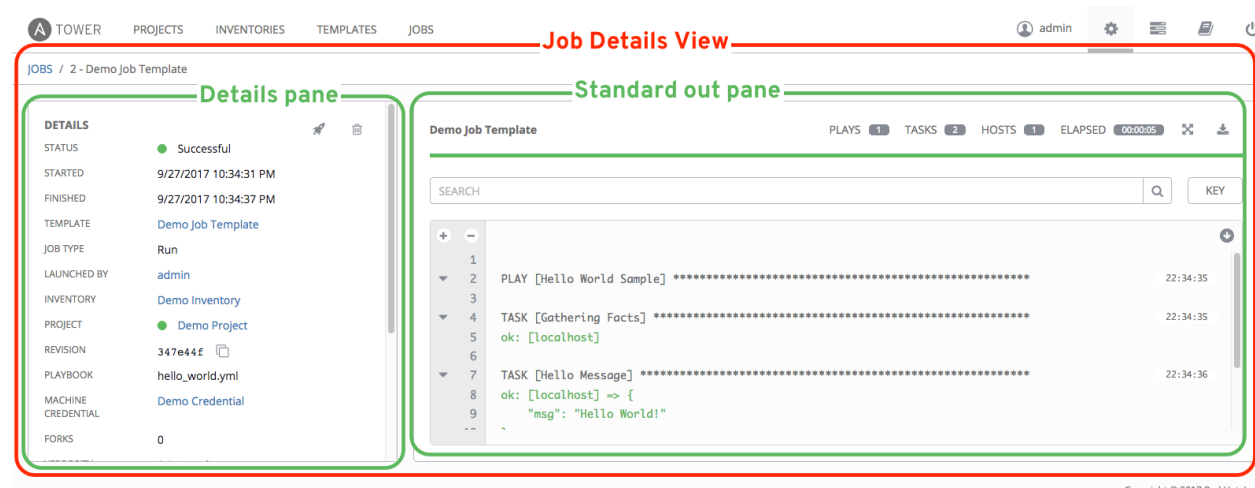 A TOWER PROJECTS INVENTORIES TEMPLATES JOBS admin
Job Details View
JOBS / 2 - Demo Job Template
Details pane
Standard out pane
DETAILS
STATUS Successful
STARTED 9/27/2017 10:34:31 PM
FINISHED 9/27/2017 10:34:37 PM
TEMPLATE Demo Job Template
JOB TYPE Run
LAUNCHED BY admin
INVENTORY Demo Inventory
PROJECT Demo Project
REVISION 347e44f
PLAYBOOK hello_world.yml
MACHINE CREDENTIAL Demo Credential
FORKS 0
Demo Job Template PLAYS 1 TASKS 2 HOSTS 1 ELAPSED 00:00:05
SEARCH KEY
+ -
1
2 PLAY [Hello World Sample] ****************************************************** 22:34:35
3
4 TASK [Gathering Facts] ********************************************************* 22:34:35
5 ok: [localhost]
6
7 TASK [Hello Message] *********************************************************** 22:34:36
8 ok: [localhost] => {
9 "msg": "Hello World!"
10 }